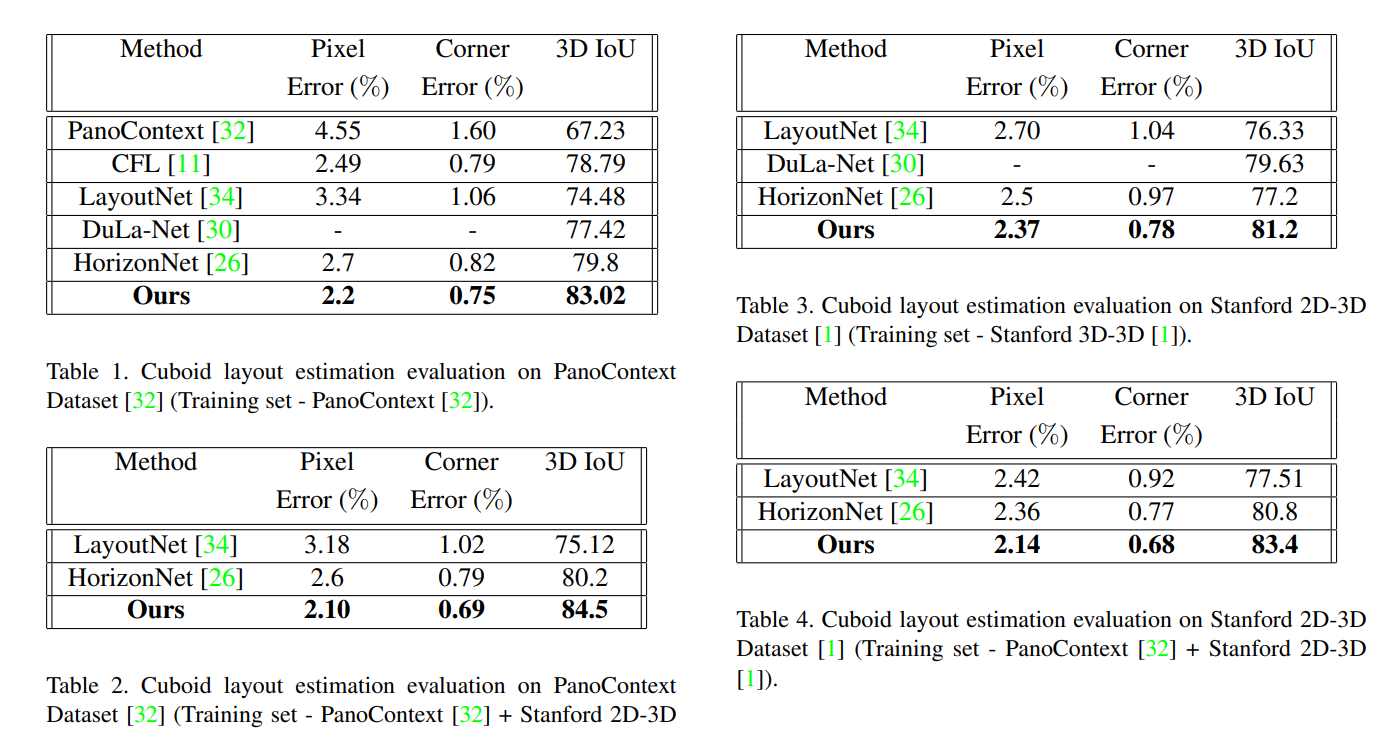 Method Pixel Corner 3D IoU
Error (%) Error (%)
PanoContext [32] 4.55 1.60 67.23
CFL [11] 2.49 0.79 78.79
LayoutNet [34] 3.34 1.06 74.48
DuLa-Net [30] - - 77.42
HorizonNet [26] 2.7 0.82 79.8
Ours 2.2 0.75 83.02
Table 1. Cuboid layout estimation evaluation on PanoContext
Dataset [32] (Training set - PanoContext [32]).
Method Pixel Corner 3D IoU
Error (%) Error (%)
LayoutNet [34] 3.18 1.02 75.12
HorizonNet [26] 2.6 0.79 80.2
Ours 2.10 0.69 84.5
Table 2. Cuboid layout estimation evaluation on PanoContext
Dataset [32] (Training set - PanoContext [32] + Stanford 2D-3D
Method Pixel Corner 3D IoU
Error (%) Error (%)
LayoutNet [34] 2.70 1.04 76.33
DuLa-Net [30] - - 79.63
HorizonNet [26] 2.5 0.97 77.2
Ours 2.37 0.78 81.2
Table 3. Cuboid layout estimation evaluation on Stanford 2D-3D
Dataset [1] (Training set - Stanford 3D-3D [1]).
Method Pixel Corner 3D IoU
Error (%) Error (%)
LayoutNet [34] 2.42 0.92 77.51
HorizonNet [26] 2.36 0.77 80.8
Ours 2.14 0.68 83.4
Table 4. Cuboid layout estimation evaluation on Stanford 2D-3D
Dataset [1] (Training set - PanoContext [32] + Stanford 2D-3D
[1]).